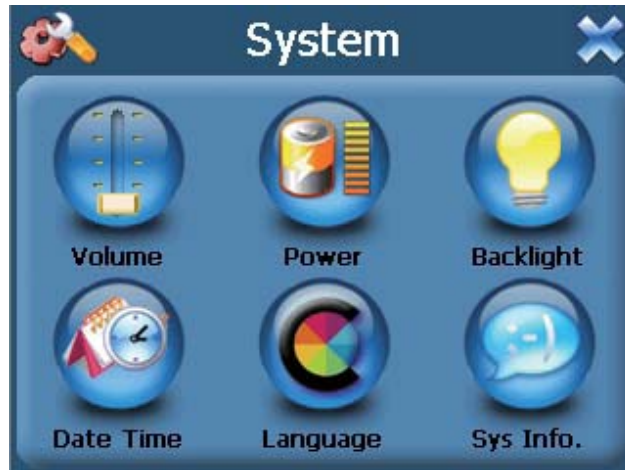 System
Volume
Power
Backlight
Date Time
Language
Sys Info.